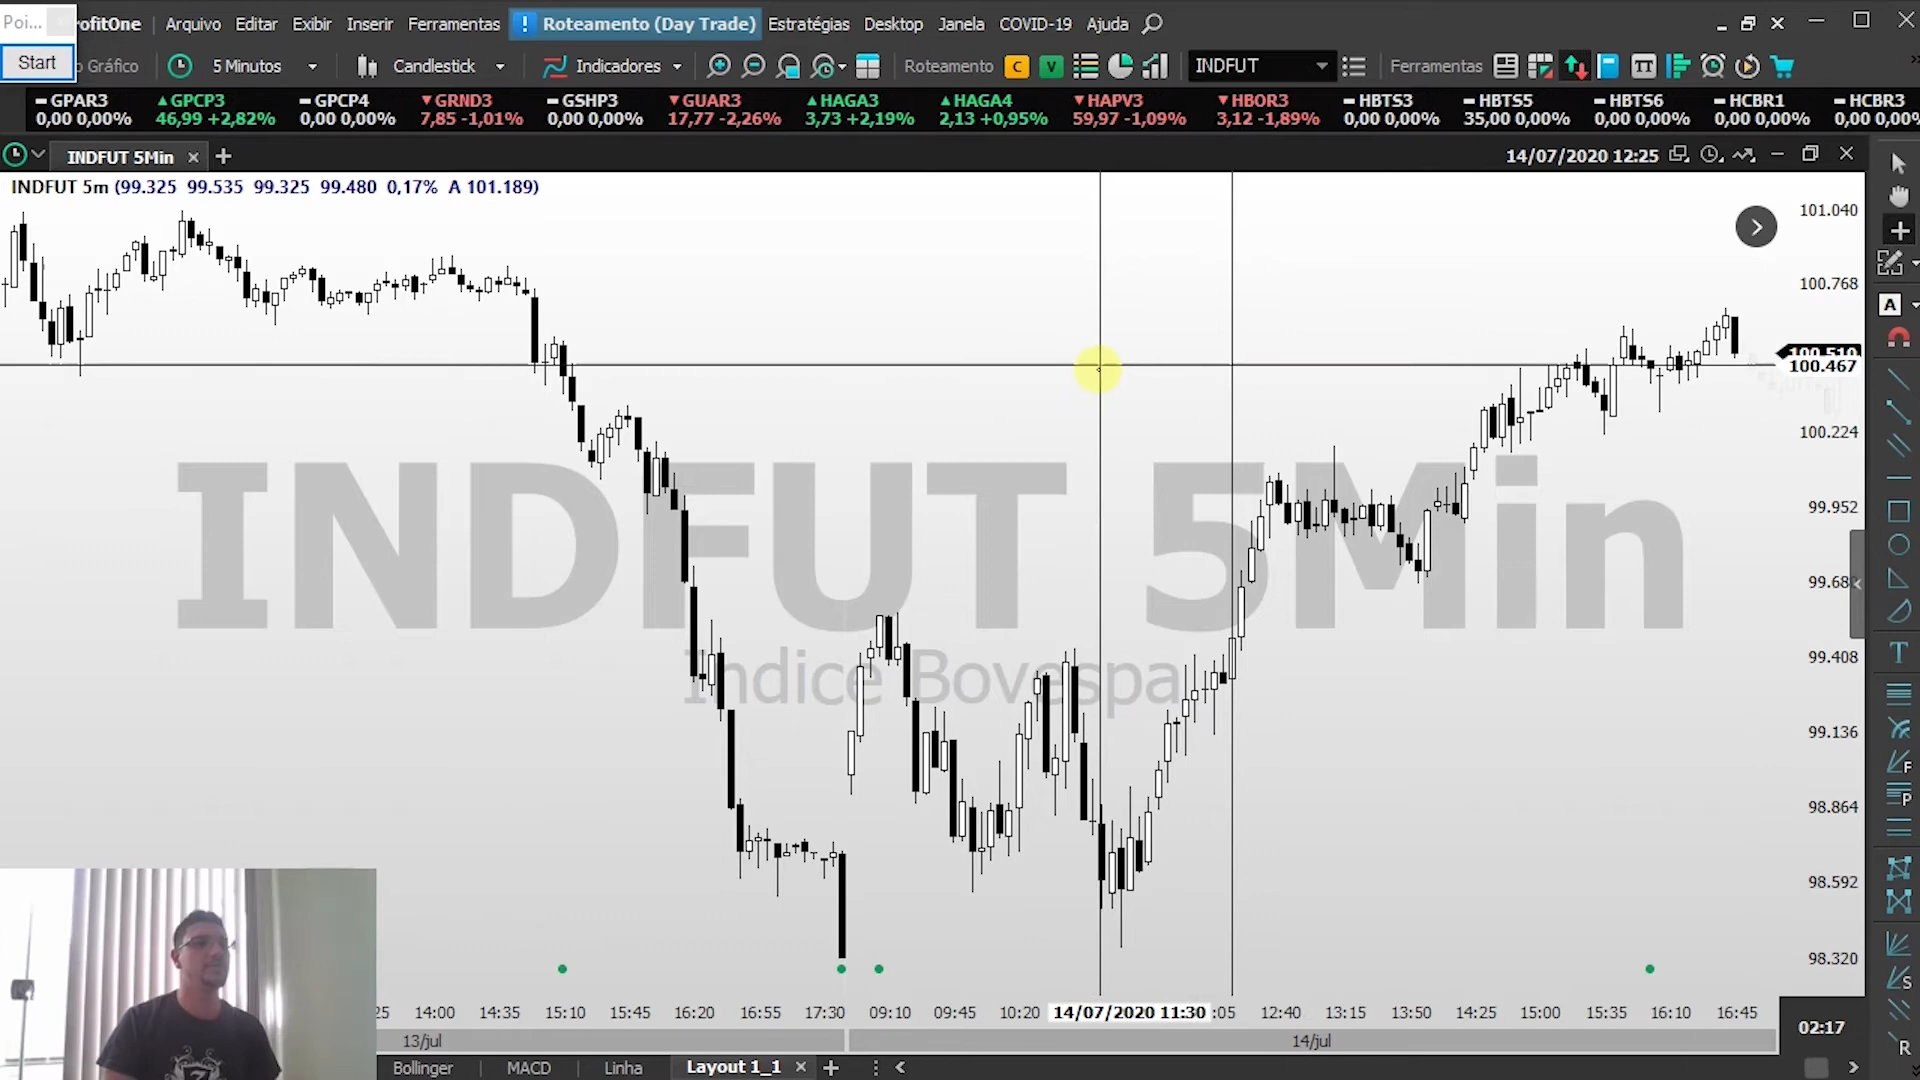 Poi...
Start
ProfitOne Arquivo Editar Exibir Inserir Ferramentas ! Roteamento (Day Trade) Estratégias Desktop Janela COVID-19 Ajuda
Gráfico 5 Minutos Candlestick Indicadores Roteamento C V INDFUT Ferramentas
GPAR3 GPCP3 GPCP4 GRND3 GSHP3 GUAR3 HAGA3 HAGA4 HAPV3 HBOR3 HBTS3 HBTS5 HBTS6 HCBR1 HCBR3
0,00 0,00% 46,99 +2,82% 0,00 0,00% 7,85 -1,01% 0,00 0,00% 17,77 -2,26% 3,73 +2,19% 2,13 +0,95% 59,97 -1,09% 3,12 -1,89% 0,00 0,00% 35,00 0,00% 0,00 0,00% 0,00 0,00% 0,00 0,00%
INDFUT 5Min 14/07/2020 12:25
INDFUT 5m (99.325 99.535 99.325 99.480 0,17% A 101.189)
101.040
100.768
100.510
100.467
100.224
99.952
99.68
99.408
99.136
98.864
98.592
98.320
INDFUT 5Min
Indice Bovespa
A
T
F
P
S
R
25 14:00 14:35 15:10 15:45 16:20 16:55 17:30 09:10 09:45 10:20 14/07/2020 11:30 :05 12:40 13:15 13:50 14:25 15:00 15:35 16:10 16:45
02:17
13/jul 14/jul
Bollinger MACD Linha Layout 1_1